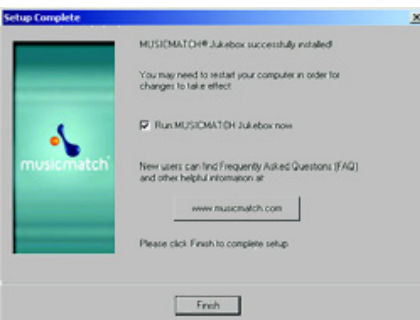 Setup Complete
MUSICMATCH® Jukebox successfully installed!
You may need to restart your computer in order for
changes to take effect.
Run MUSICMATCH Jukebox now
musicmatch
New users can find Frequently Asked Questions (FAQ)
and other helpful information at:
www.musicmatch.com
Please click Finish to complete setup.
Finish